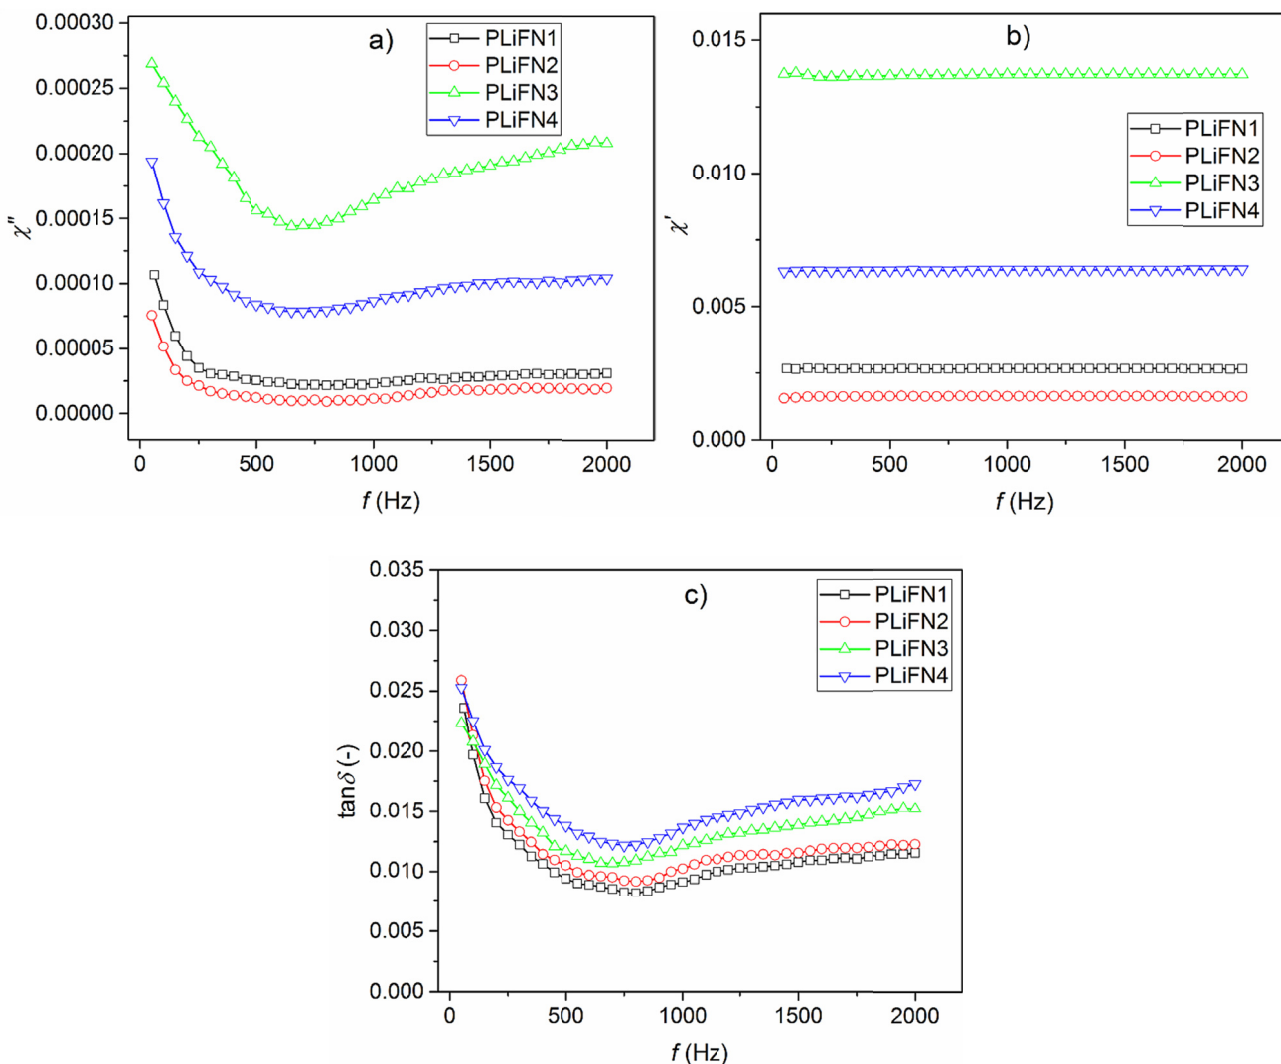 0.00030
0.00025
0.00020
0.00015
0.00010
0.00005
0.00000
χ″
a)
PLiFN1
PLiFN2
PLiFN3
PLiFN4
0 500 1000 1500 2000
f (Hz)
0.015
0.010
0.005
0.000
χ′
b)
PLiFN1
PLiFN2
PLiFN3
PLiFN4
0 500 1000 1500 2000
f (Hz)
0.035
0.030
0.025
0.020
0.015
0.010
0.005
0.000
tanδ (-)
c)
PLiFN1
PLiFN2
PLiFN3
PLiFN4
0 500 1000 1500 2000
f (Hz)